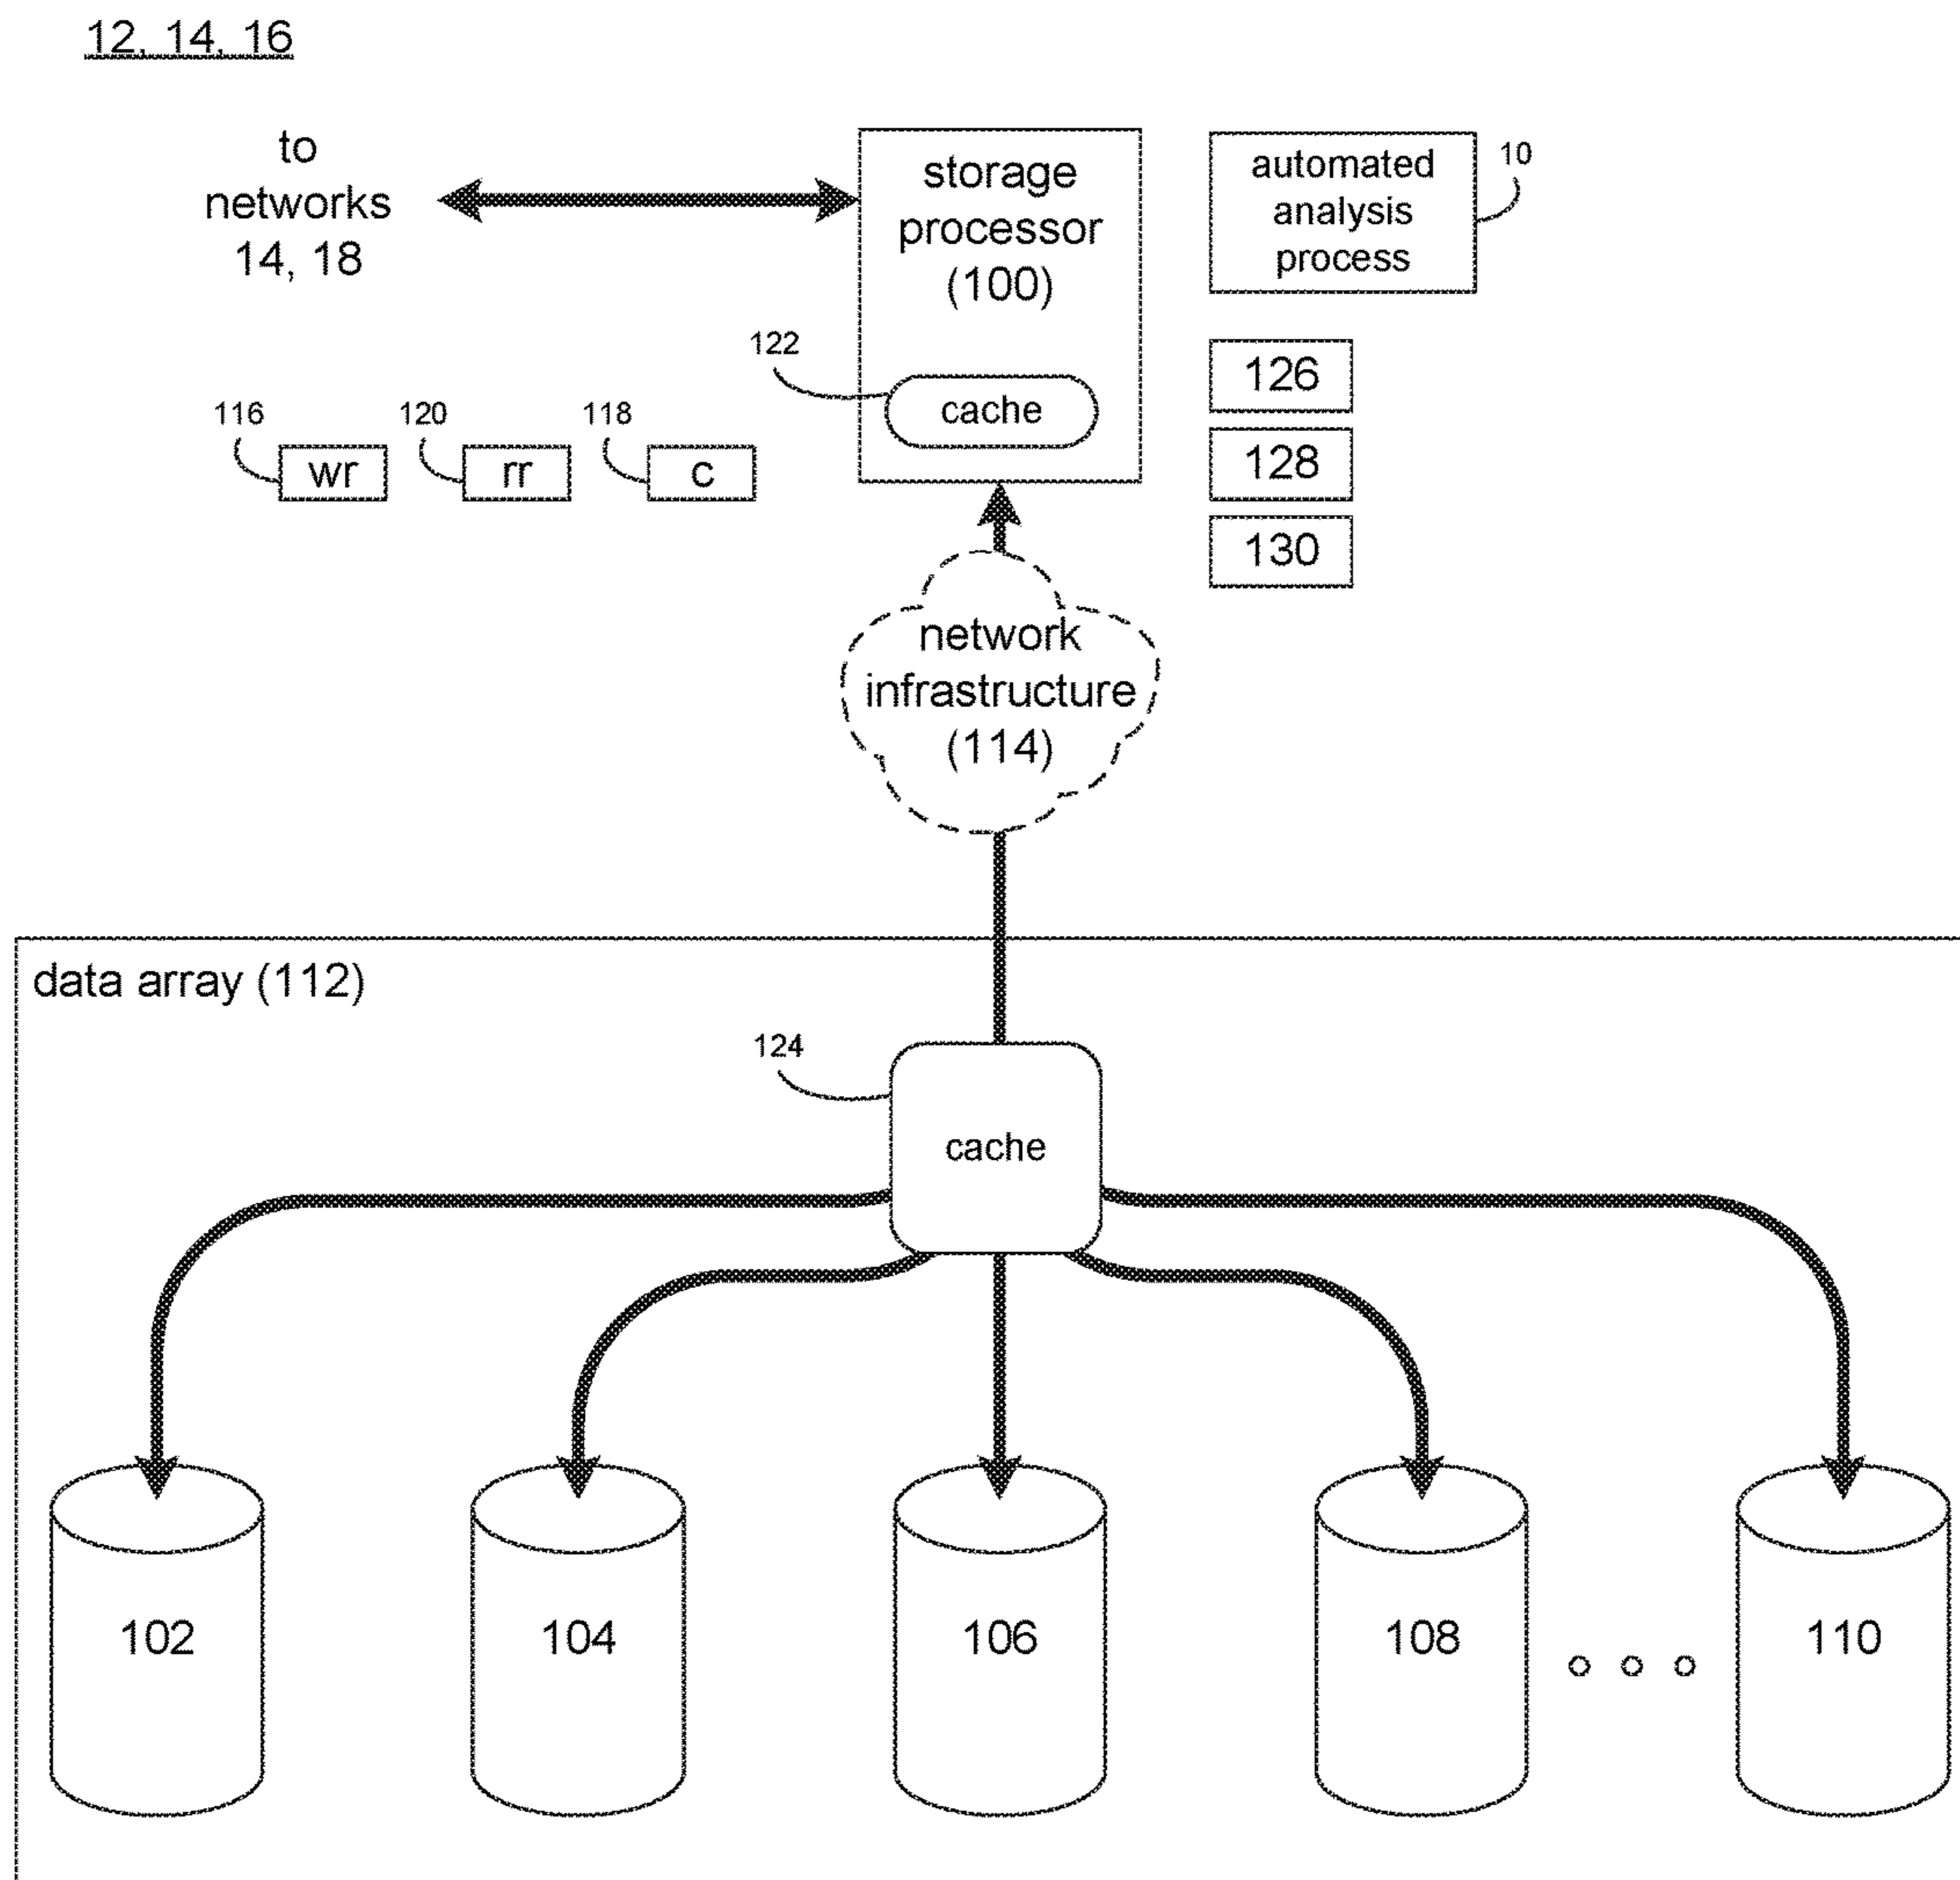 12, 14, 16
to
networks
14, 18
storage
processor
(100)
automated
analysis
process
10
122
cache
126
116
120
118
wr
rr
c
128
130
network
infrastructure
(114)
data array (112)
124
cache
102
104
106
108
110